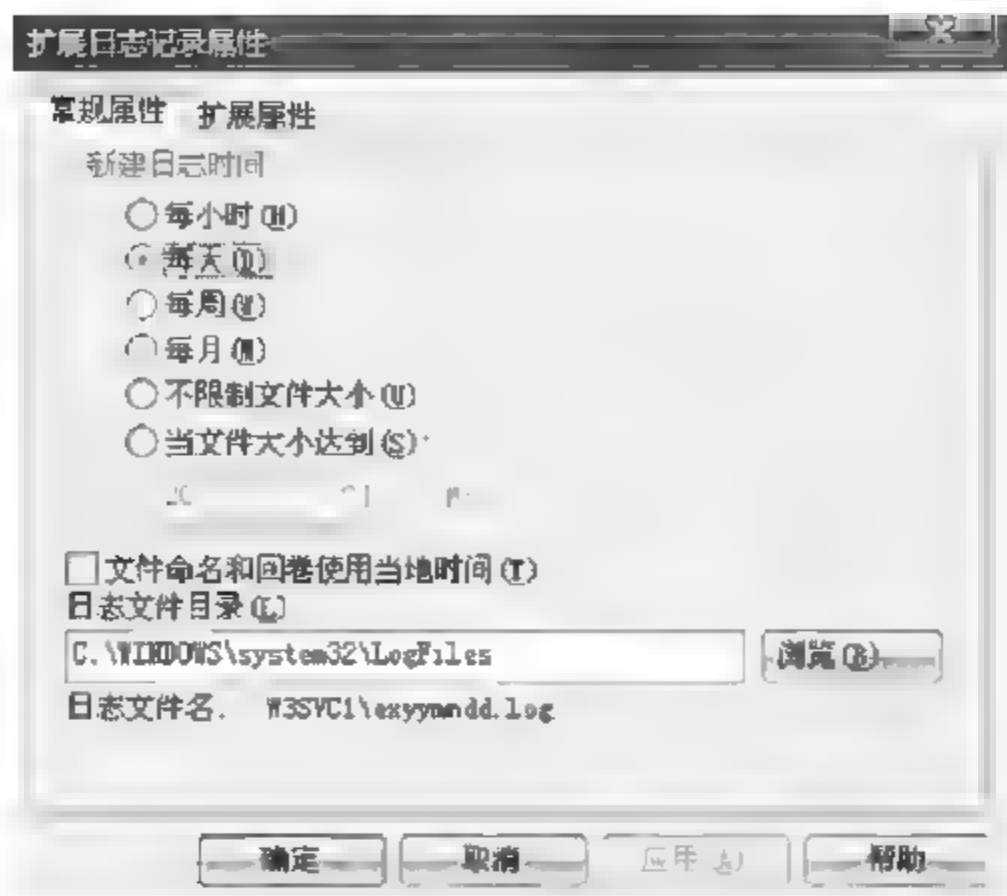 扩展日志记录属性
常规属性 扩展属性
新建日志时间
每小时(H)
每天(D)
每周(W)
每月(M)
不限制文件大小(U)
当文件大小达到(S):
文件命名和回卷使用当地时间(T)
日志文件目录(L)
C:\WINDOWS\system32\LogFiles 浏览(B)
日志文件名: W3SVC1\exyymmdd.log
确定 取消 应用(A) 帮助